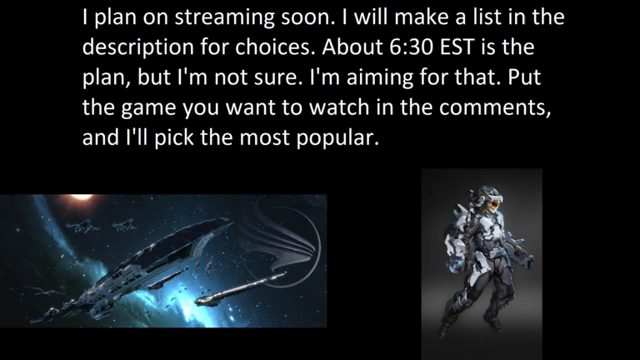 I plan on streaming soon. I will make a list in the
description for choices. About 6:30 EST is the
plan, but I'm not sure. I'm aiming for that. Put
the game you want to watch in the comments,
and I'll pick the most popular.